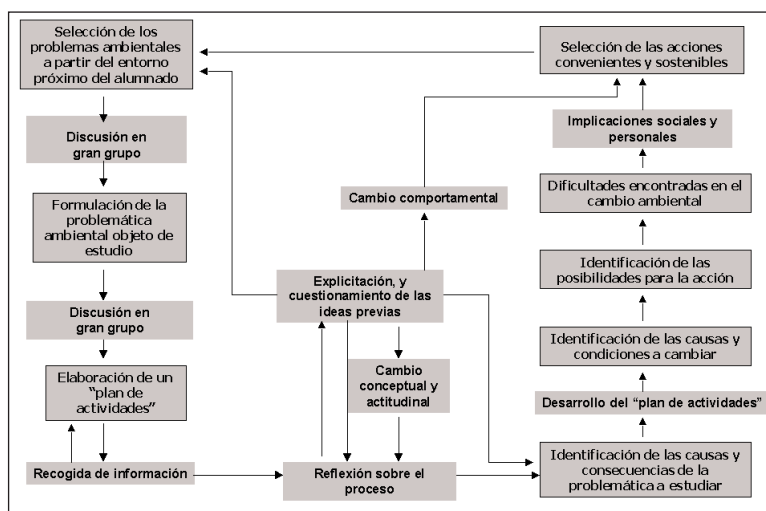 Selección de los
problemas ambientales
a partir del entorno
próximo del alumnado
Discusión en
gran grupo
Formulación de la
problemática
ambiental objeto de
estudio
Discusión en
gran grupo
Elaboración de un
“plan de
actividades”
Recogida de información
Cambio comportamental
Explicitación, y
cuestionamiento de las
ideas previas
Cambio
conceptual y
actitudinal
Reflexión sobre el
proceso
Selección de las acciones
convenientes y sostenibles
Implicaciones sociales y
personales
Dificultades encontradas en el
cambio ambiental
Identificación de las
posibilidades para la acción
Identificación de las causas y
condiciones a cambiar
Desarrollo del “plan de actividades”
Identificación de las causas y
consecuencias de la
problemática a estudiar